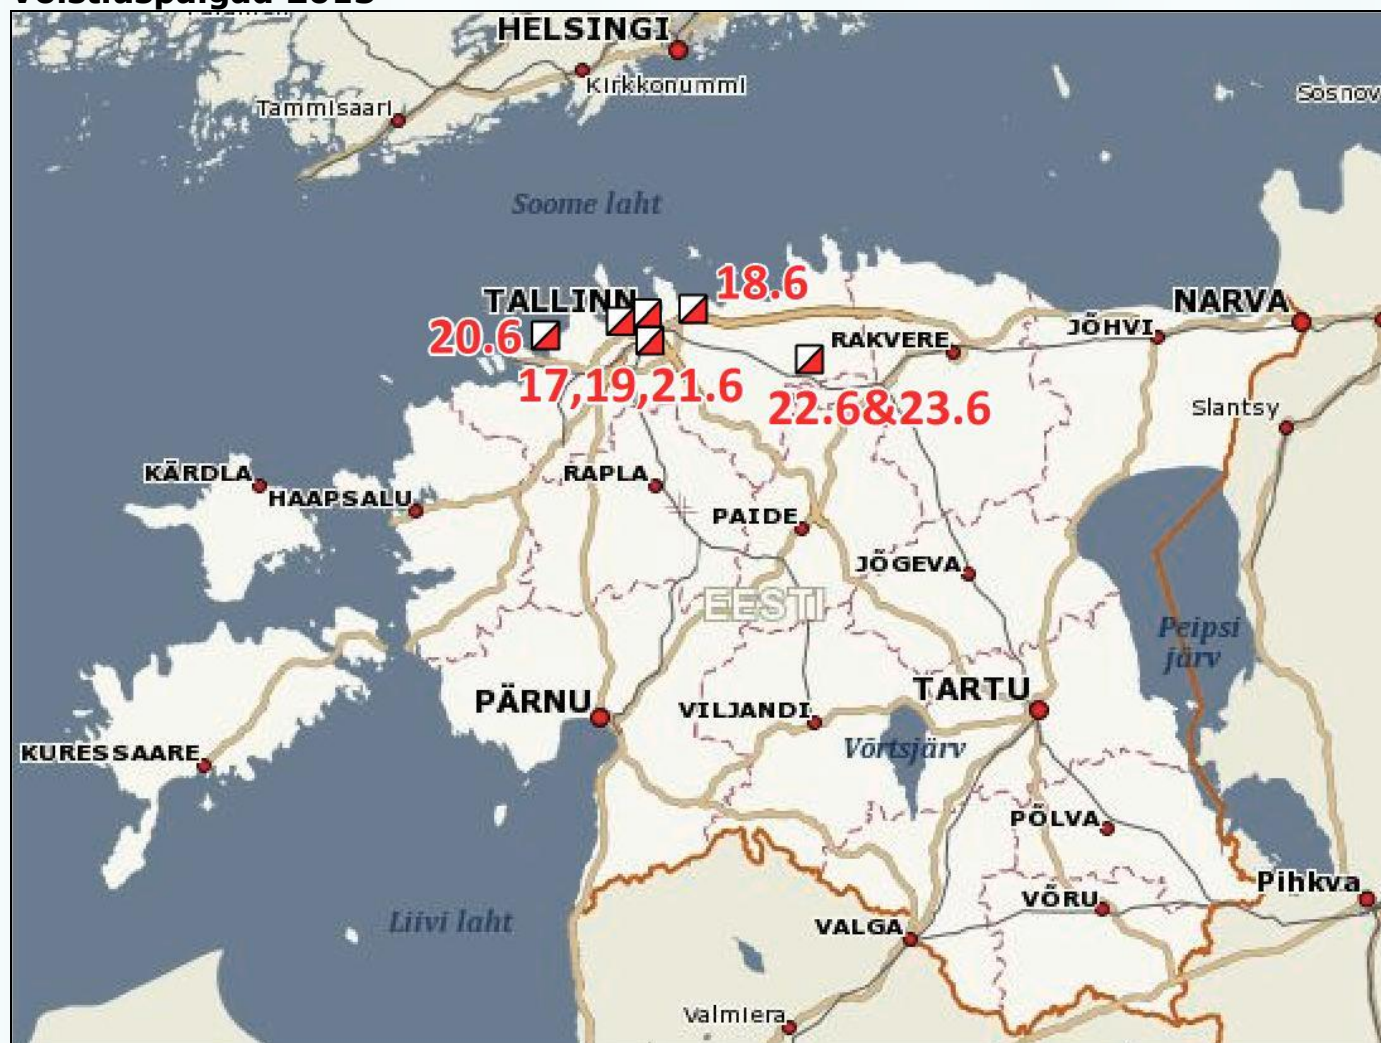 HELSINGI
Kirkkonummi
Tammisaari
Sosnov
Soome laht
18.6
TALLINN
NARVA
20.6
RAKVERE
JÕHVI
17,19,21.6
22.6&23.6
Slantsy
KÄRDLA
HAAPSALU
RAPLA
PAIDE
JÕGEVA
EESTI
Peipsi
järv
TARTU
PÄRNU
VILJANDI
Võrtsjärv
KURESSAARE
PÕLVA
Pihkva
VÕRU
Liivi laht
VALGA
Valmiera